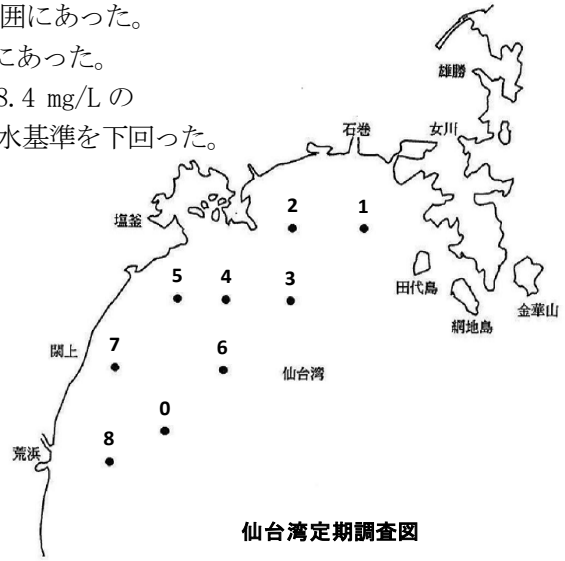 囲にあった。
にあった。
8.4 mg/L の
水基準を下回った。
雄勝
石巻
女川
塩釜
2
1
5
4
3
田代島
網地島
金華山
閖上
7
6
仙台湾
0
荒浜
8
仙台湾定期調査図